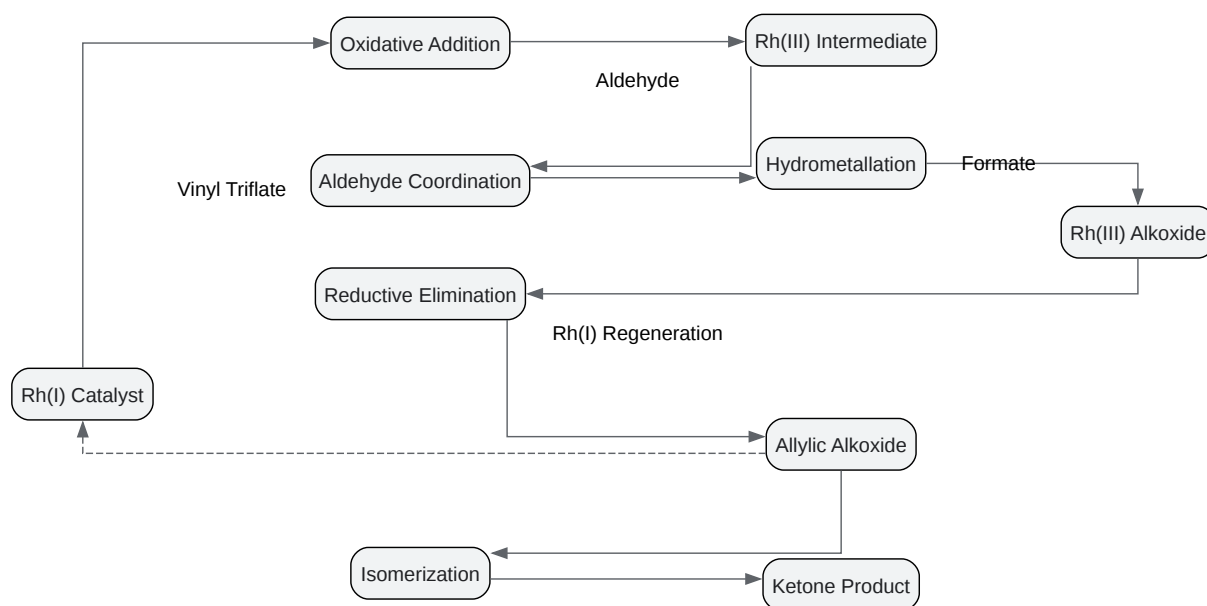 Oxidative Addition
Rh(III) Intermediate
Aldehyde
Hydrometallation
Formate
Aldehyde Coordination
Vinyl Triflate
Rh(III) Alkoxide
Reductive Elimination
Rh(I) Regeneration
Rh(I) Catalyst
Allylic Alkoxide
Isomerization
Ketone Product